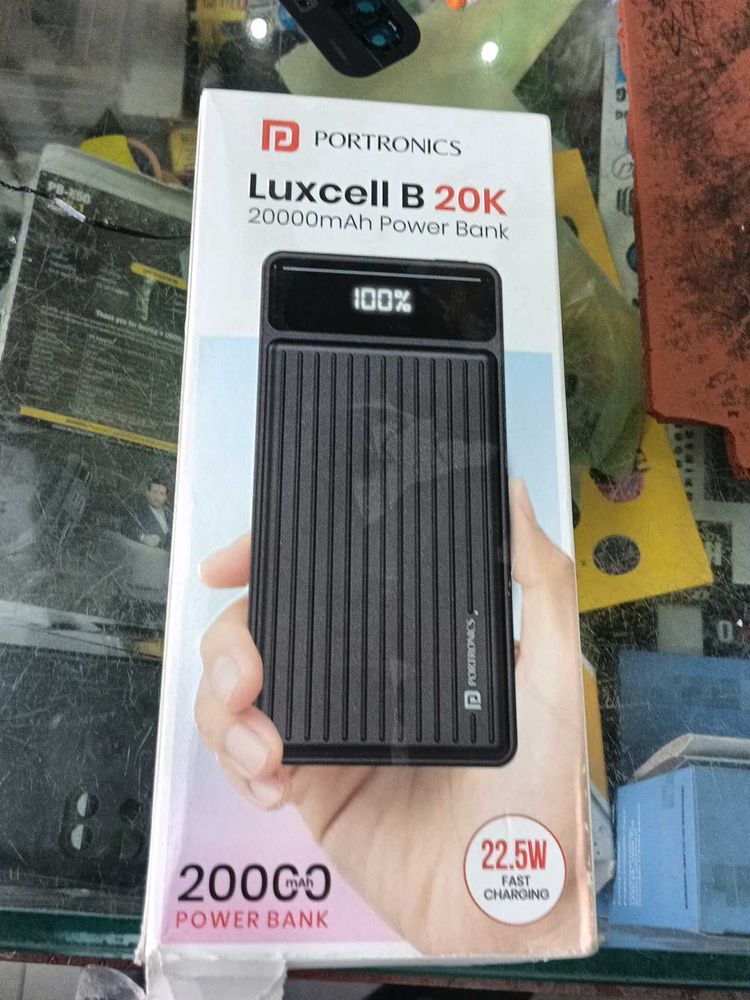 PORTRONICS
Luxcell B 20K
20000mAh Power Bank
100%
PORTRONICS
20000
mAh
POWER BANK
22.5W
FAST
CHARGING